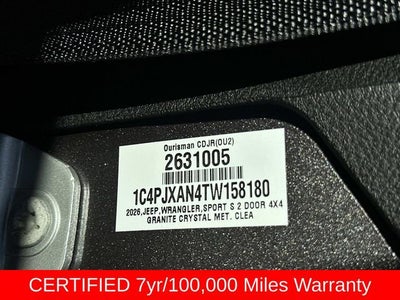 Ourisman CDJR(OU2)
2631005
1C4PJXAN4TW158180
2026,JEEP,WRANGLER,SPORT S 2 DOOR 4X4
GRANITE CRYSTAL MET. CLEA
CERTIFIED 7yr/100,000 Miles Warranty